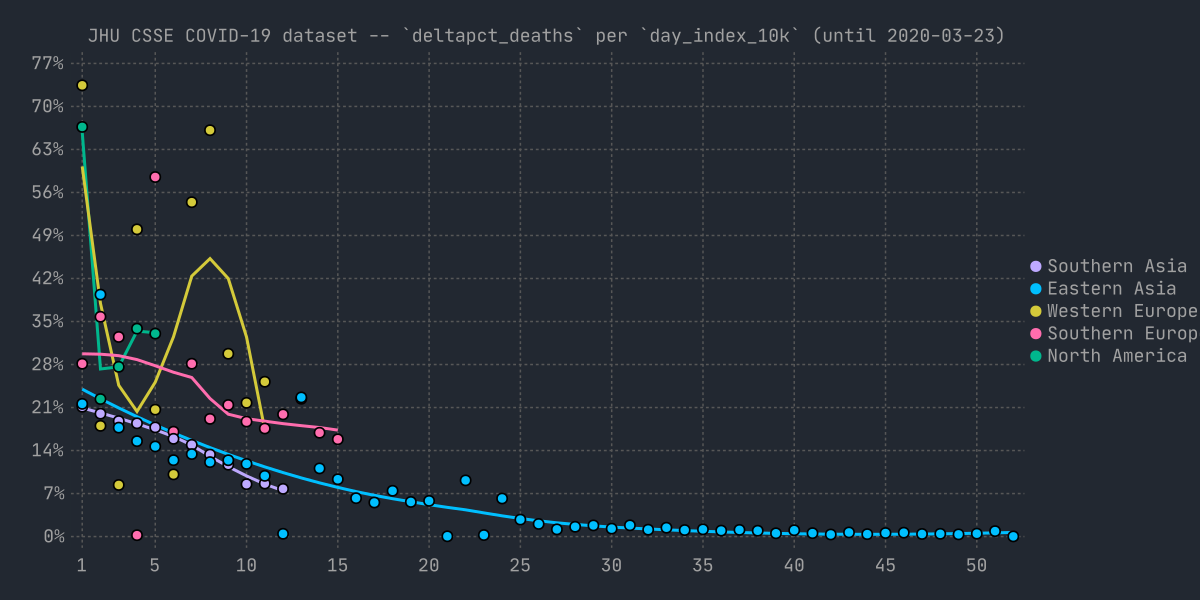 JHU CSSE COVID-19 dataset -- `deltapct_deaths` per `day_index_10k` (until 2020-03-23)
77%
70%
63%
56%
49%
42%
35%
28%
21%
14%
7%
0%
1 5 10 15 20 25 30 35 40 45 50
Southern Asia
Eastern Asia
Western Europe
Southern Europ
North America